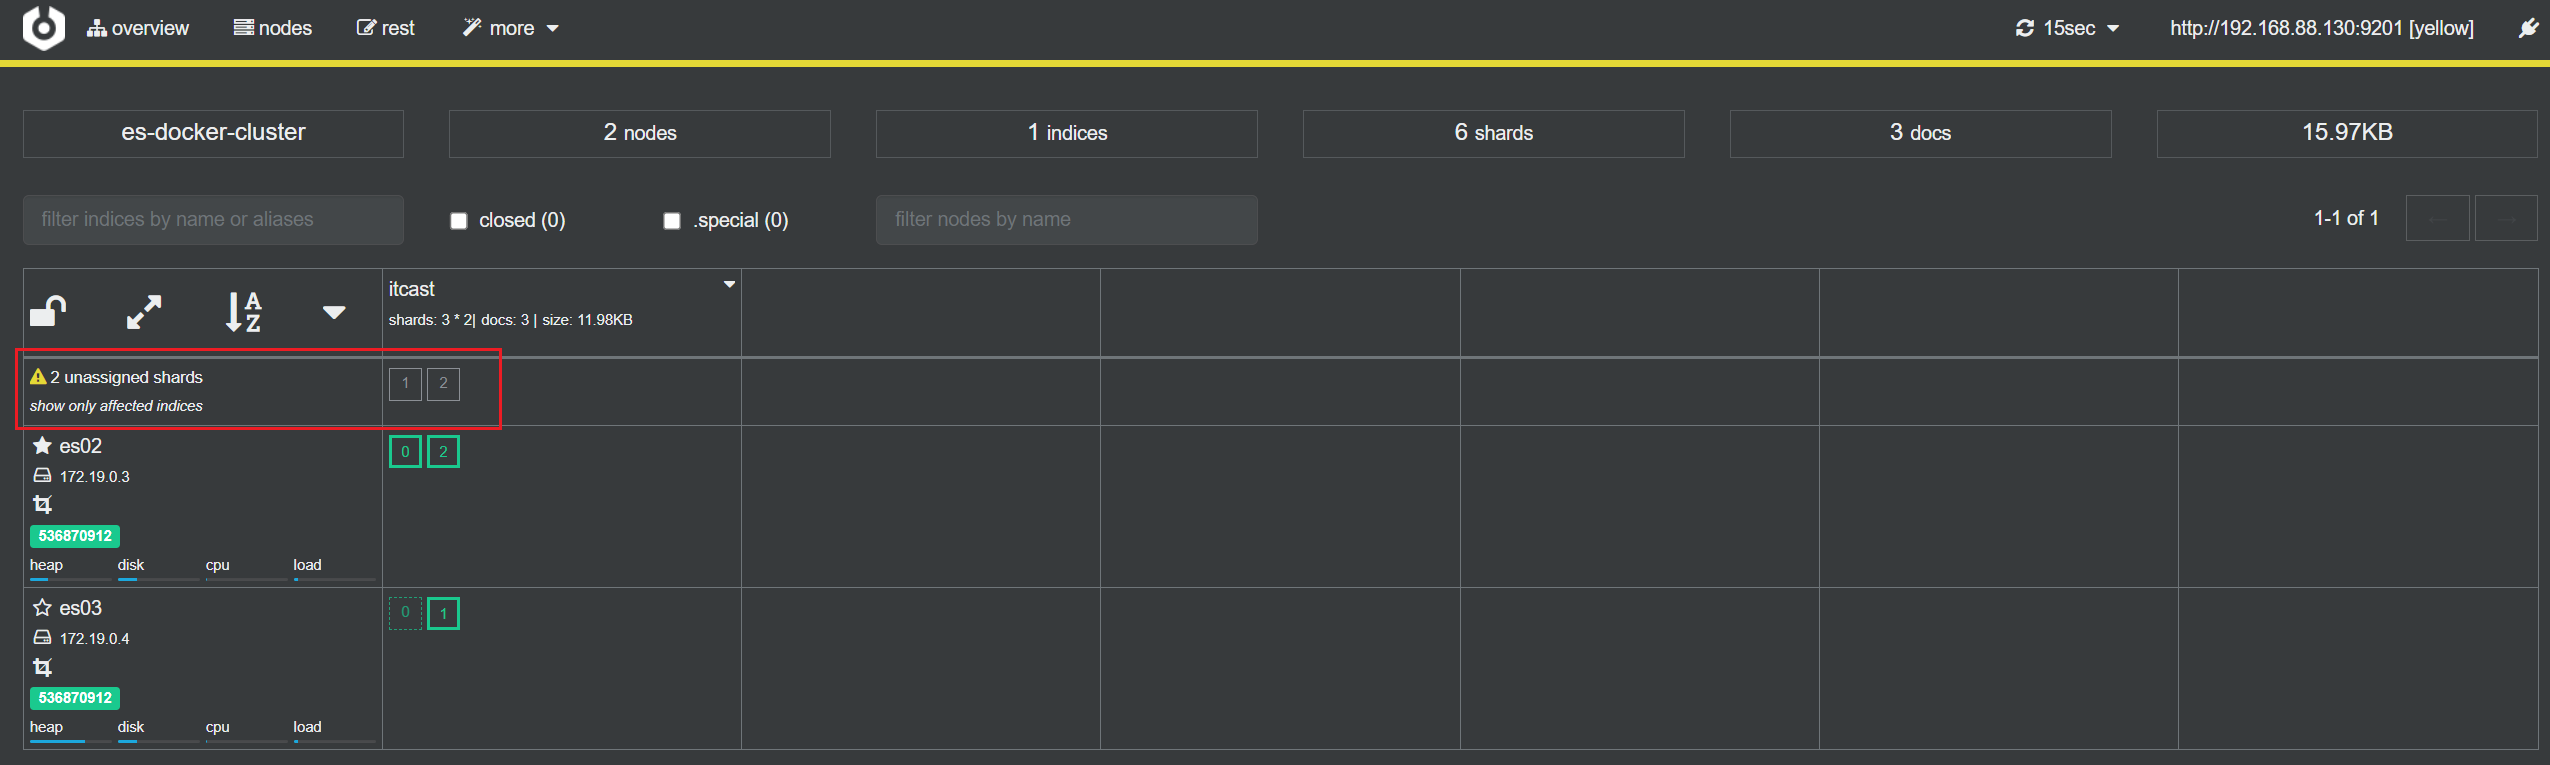 overview nodes rest more 15sec http://192.168.88.130:9201 [yellow]
es-docker-cluster 2 nodes 1 indices 6 shards 3 docs 15.97KB
filter indices by name or aliases closed (0) .special (0) filter nodes by name 1-1 of 1 ← →
A
Z
itcast
shards: 3 * 2| docs: 3 | size: 11.98KB
2 unassigned shards 1 2
show only affected indices
es02 0 2
172.19.0.3
536870912
heap disk cpu load
es03 0 1
172.19.0.4
536870912
heap disk cpu load